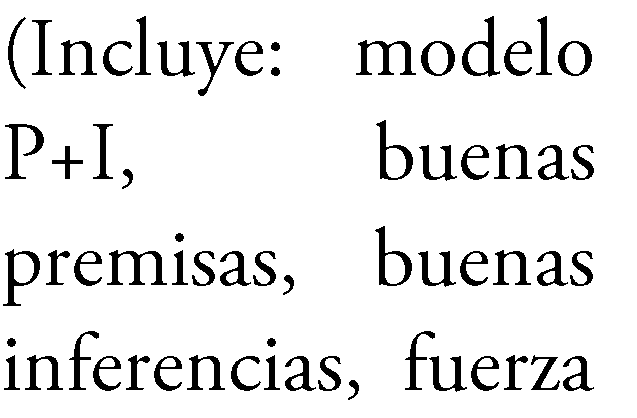 (Incluye: modelo
P+I, buenas
premisas, buenas
inferencias, fuerza